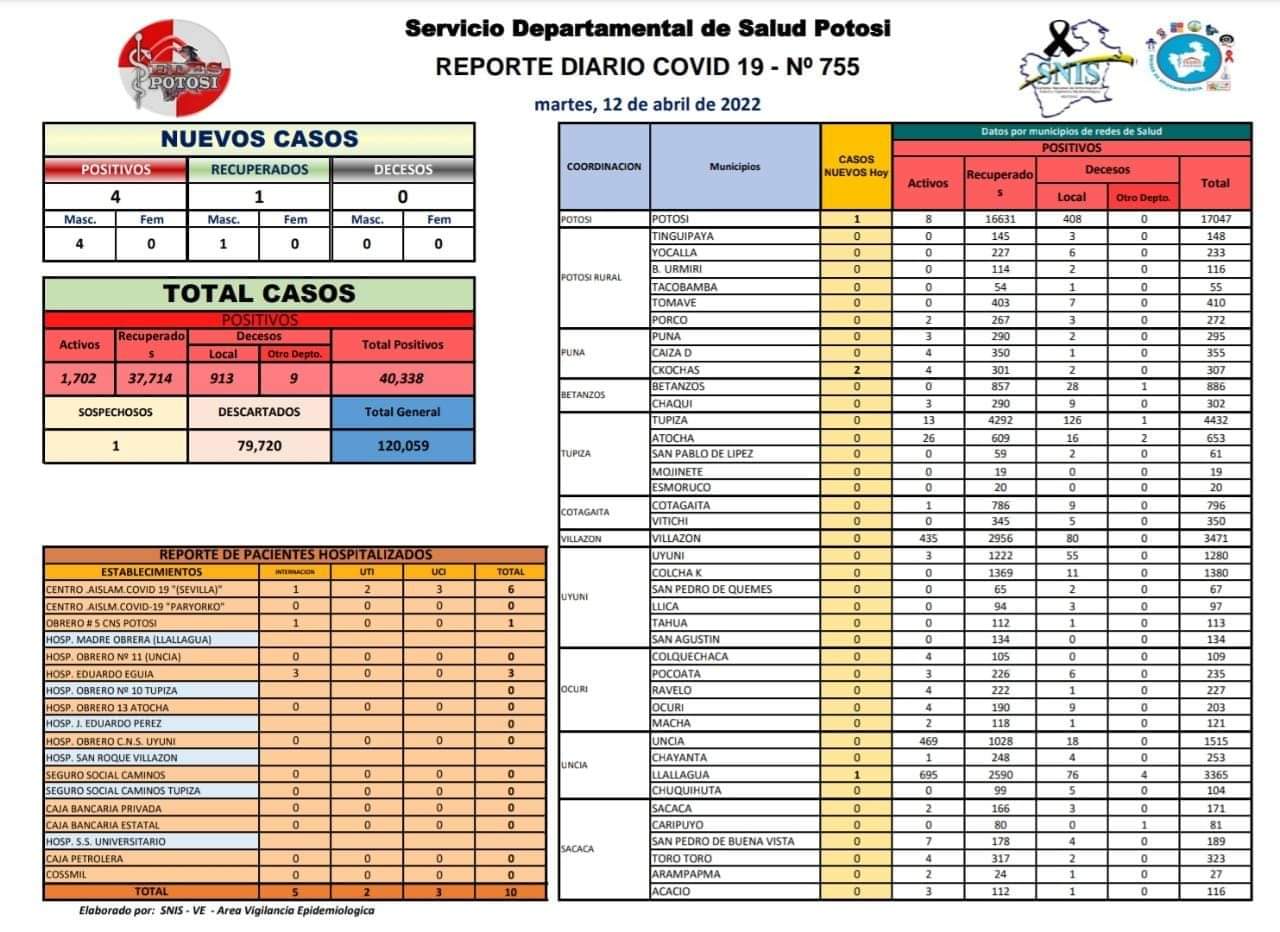 Servicio Departamental de Salud Potosi
REPORTE DIARIO COVID 19 - Nº 755
martes, 12 de abril de 2022
SEDES
POTOSI
SNIS
NUEVOS CASOS
POSITIVOS RECUPERADOS DECESOS
4 1 0
Masc. Fem Masc. Fem Masc. Fem
4 0 1 0 0 0
TOTAL CASOS
POSITIVOS
Activos Recuperados Decesos Total Positivos
Local Otro Depto.
1,702 37,714 913 9 40,338
SOSPECHOSOS DESCARTADOS Total General
1 79,720 120,059
REPORTE DE PACIENTES HOSPITALIZADOS
ESTABLECIMIENTOS INTERNACION UTI UCI TOTAL
CENTRO .AISLAM.COVID 19 "(SEVILLA)" 1 2 3 6
CENTRO .AISLM.COVID-19 "PARYORKO" 0 0 0 0
OBRERO # 5 CNS POTOSI 1 0 0 1
HOSP. MADRE OBRERA (LLALLAGUA)
HOSP. OBRERO Nº 11 (UNCIA) 0 0 0 0
HOSP. EDUARDO EGUIA 3 0 0 3
HOSP. OBRERO Nº 10 TUPIZA 0
HOSP. OBRERO 13 ATOCHA 0 0 0 0
HOSP. J. EDUARDO PEREZ 0
HOSP. OBRERO C.N.S. UYUNI 0 0 0 0
HOSP. SAN ROQUE VILLAZON
SEGURO SOCIAL CAMINOS 0 0 0 0
SEGURO SOCIAL CAMINOS TUPIZA 0 0 0 0
CAJA BANCARIA PRIVADA 0 0 0 0
CAJA BANCARIA ESTATAL 0 0 0 0
HOSP. S.S. UNIVERSITARIO
CAJA PETROLERA 0 0 0 0
COSSMIL 0 0 0 0
TOTAL 5 2 3 10
Elaborado por: SNIS - VE - Area Vigilancia Epidemiologica
Datos por municipios de redes de Salud
COORDINACION Municipios CASOS NUEVOS Hoy POSITIVOS
Activos Recuperados Decesos Total
Local Otro Depto.
POTOSI POTOSI 1 8 16631 408 0 17047
POTOSI RURAL TINGUIPAYA 0 0 145 3 0 148
YOCALLA 0 0 227 6 0 233
B. URMIRI 0 0 114 2 0 116
TACOBAMBA 0 0 54 1 0 55
TOMAVE 0 0 403 7 0 410
PORCO 0 2 267 3 0 272
PUNA PUNA 0 3 290 2 0 295
CAIZA D 0 4 350 1 0 355
CKOCHAS 2 4 301 2 0 307
BETANZOS BETANZOS 0 0 857 28 1 886
CHAQUI 0 3 290 9 0 302
TUPIZA TUPIZA 0 13 4292 126 1 4432
ATOCHA 0 26 609 16 2 653
SAN PABLO DE LIPEZ 0 0 59 2 0 61
MOJINETE 0 0 19 0 0 19
ESMORUCO 0 0 20 0 0 20
COTAGAITA COTAGAITA 0 1 786 9 0 796
VITICHI 0 0 345 5 0 350
VILLAZON VILLAZON 0 435 2956 80 0 3471
UYUNI UYUNI 0 3 1222 55 0 1280
COLCHA K 0 0 1369 11 0 1380
SAN PEDRO DE QUEMES 0 0 65 2 0 67
LLICA 0 0 94 3 0 97
TAHUA 0 0 112 1 0 113
SAN AGUSTIN 0 0 134 0 0 134
OCURI COLQUECHACA 0 4 105 0 0 109
POCOATA 0 3 226 6 0 235
RAVELO 0 4 222 1 0 227
OCURI 0 4 190 9 0 203
MACHA 0 2 118 1 0 121
UNCIA UNCIA 0 469 1028 18 0 1515
CHAYANTA 0 1 248 4 0 253
LLALLAGUA 1 695 2590 76 4 3365
CHUQUIHUTA 0 0 99 5 0 104
SACACA SACACA 0 2 166 3 0 171
CARIPUYO 0 0 80 0 1 81
SAN PEDRO DE BUENA VISTA 0 7 178 4 0 189
TORO TORO 0 4 317 2 0 323
ARAMPAPMA 0 2 24 1 0 27
ACACIO 0 3 112 1 0 116